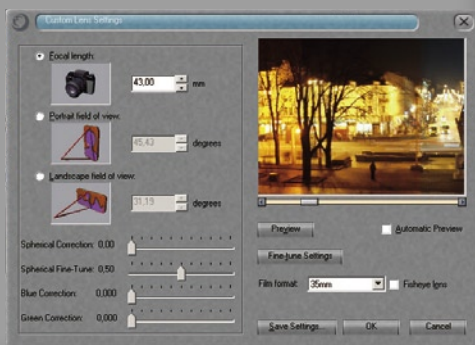 Custom Lens Settings
Focal length:
43,00 mm
Portrait field of view:
45,43 degrees
Landscape field of view:
31,19 degrees
Spherical Correction: 0,00
Spherical Fine-Tune: 0,50
Blue Correction: 0,000
Green Correction: 0,000
Preview
Automatic Preview
Fine-tune Settings
Film format: 35mm
Fisheye lens
Save Settings...
OK
Cancel